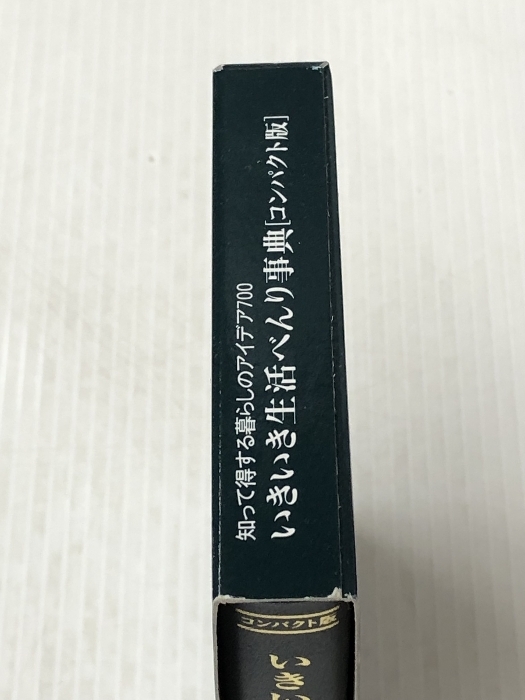 知って得する暮らしのアイデア700
いきいき生活べんり事典[コンパクト版]
コンパクト版
いき